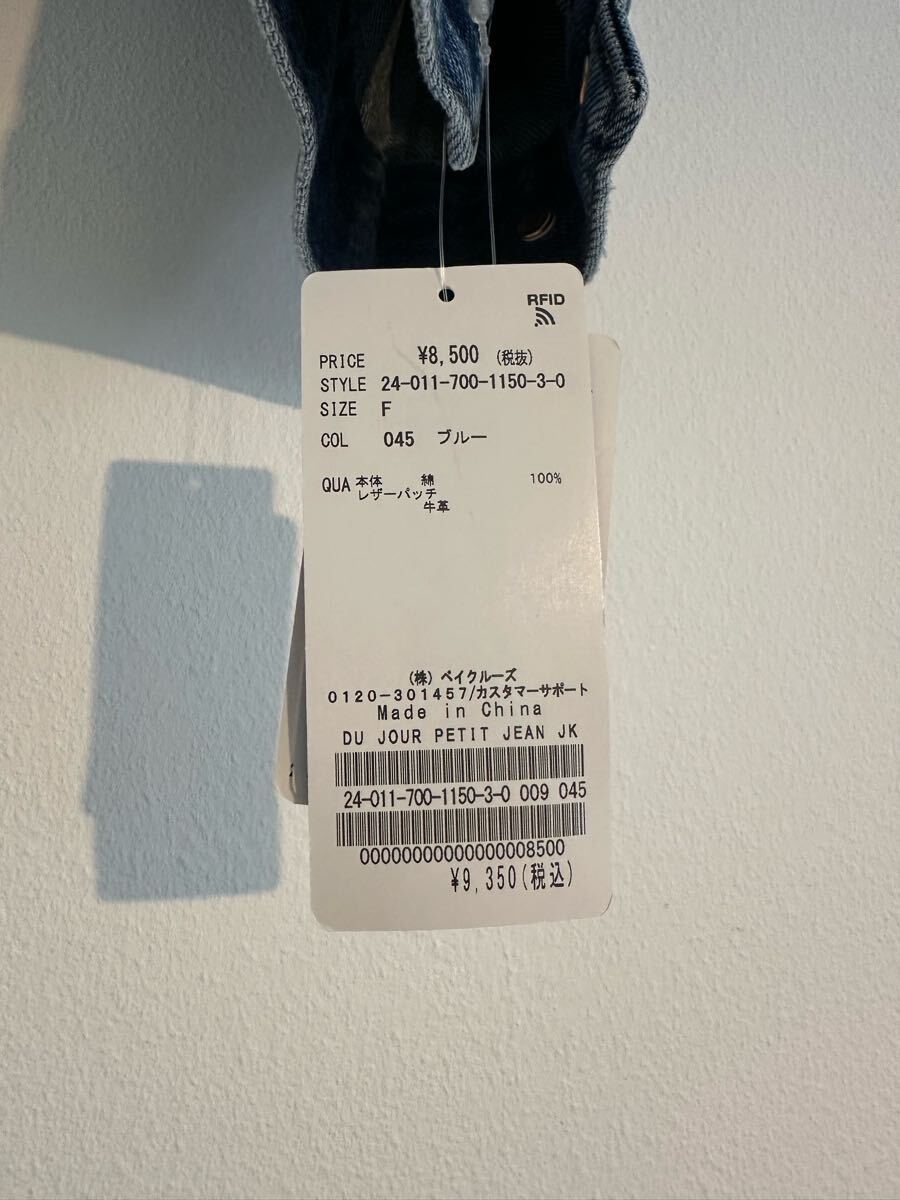 RFID
PRICE ¥8,500 (税抜)
STYLE 24-011-700-1150-3-0
SIZE F
COL 045 ブルー
QUA 本体 綿 100%
レザーパッチ
牛革
(株) ベイクルーズ
0120-301457/カスタマーサポート
Made in China
DU JOUR PETIT JEAN JK
24-011-700-1150-3-0 009 045
00000000000000008500
¥9,350(税込)